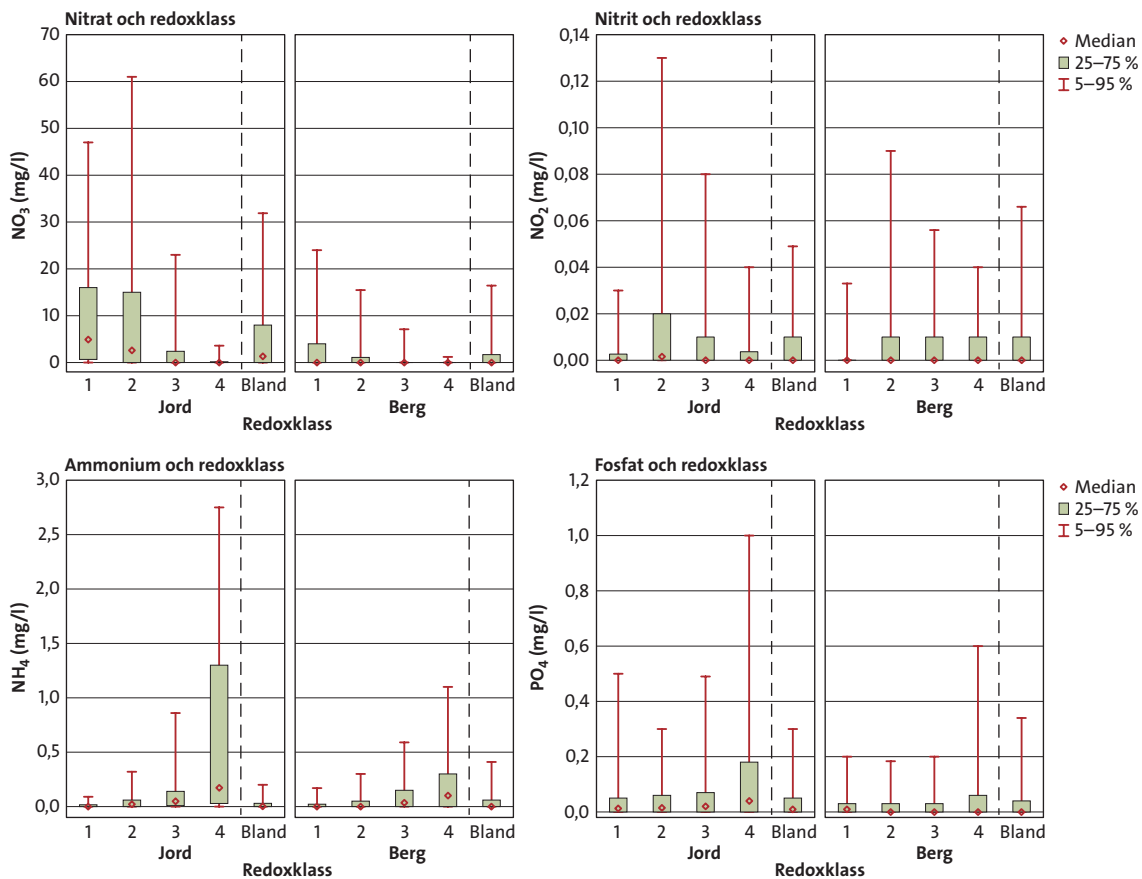 Nitrat och redoxklass
NO₃ (mg/l)
70
60
50
40
30
20
10
0
1 2 3 4 Bland 1 2 3 4 Bland
Jord Berg
Redoxklass
Nitrit och redoxklass
NO₂ (mg/l)
0,14
0,12
0,10
0,08
0,06
0,04
0,02
0,00
1 2 3 4 Bland 1 2 3 4 Bland
Jord Berg
Redoxklass
Median
25–75 %
5–95 %
Ammonium och redoxklass
NH₄ (mg/l)
3,0
2,5
2,0
1,5
1,0
0,5
0,0
1 2 3 4 Bland 1 2 3 4 Bland
Jord Berg
Redoxklass
Fosfat och redoxklass
PO₄ (mg/l)
1,2
1,0
0,8
0,6
0,4
0,2
0,0
1 2 3 4 Bland 1 2 3 4 Bland
Jord Berg
Redoxklass
Median
25–75 %
5–95 %